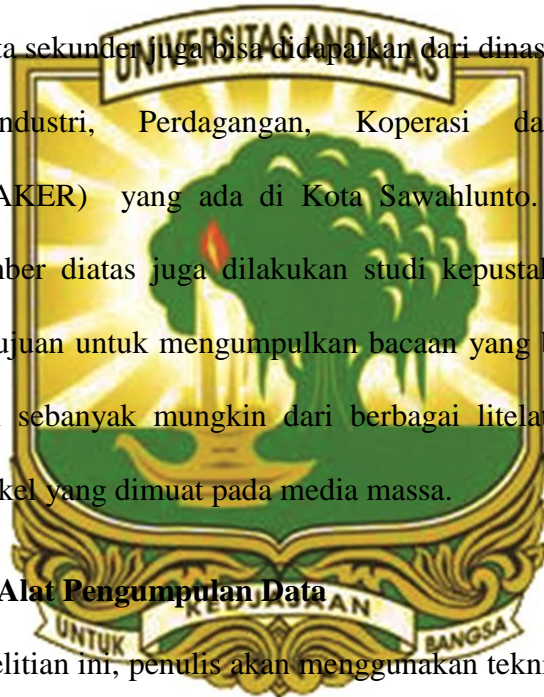 UNIVERSITAS ANDALAS
ta sekunder juga bisa didapatkan dari dinas
ndustri, Perdagangan, Koperasi da
AKER) yang ada di Kota Sawahlunto.
ber diatas juga dilakukan studi kepustak
ujuan untuk mengumpulkan bacaan yang b
sebanyak mungkin dari berbagai litelat
kel yang dimuat pada media massa.
Alat Pengumpulan Data
KEDJAJAAN
UNTUK BANGSA
elitian ini, penulis akan menggunakan tekni